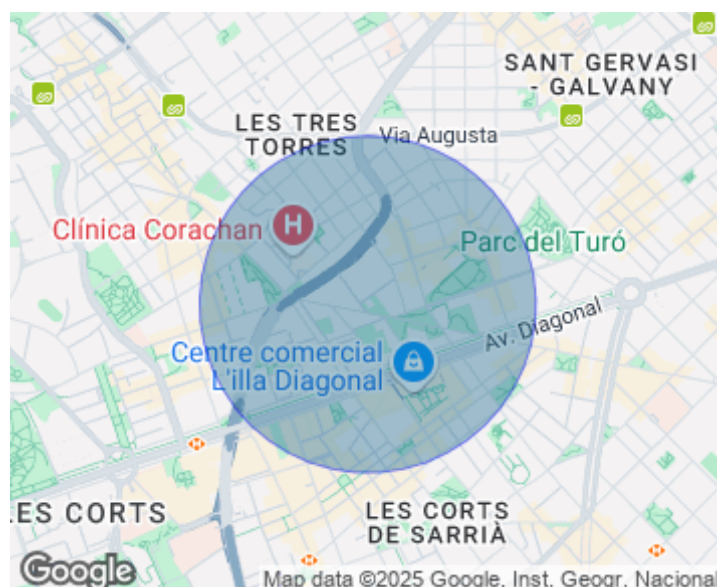 SANT GERVASI
- GALVANY
LES TRES
TORRES
Via Augusta
Clínica Corachan
H
Parc del Turó
Av. Diagonal
Centre comercial
L'illa Diagonal
LES CORTS
LES CORTS
DE SARRIÀ
Google
Map data ©2025 Google, Inst. Geogr. Nacional